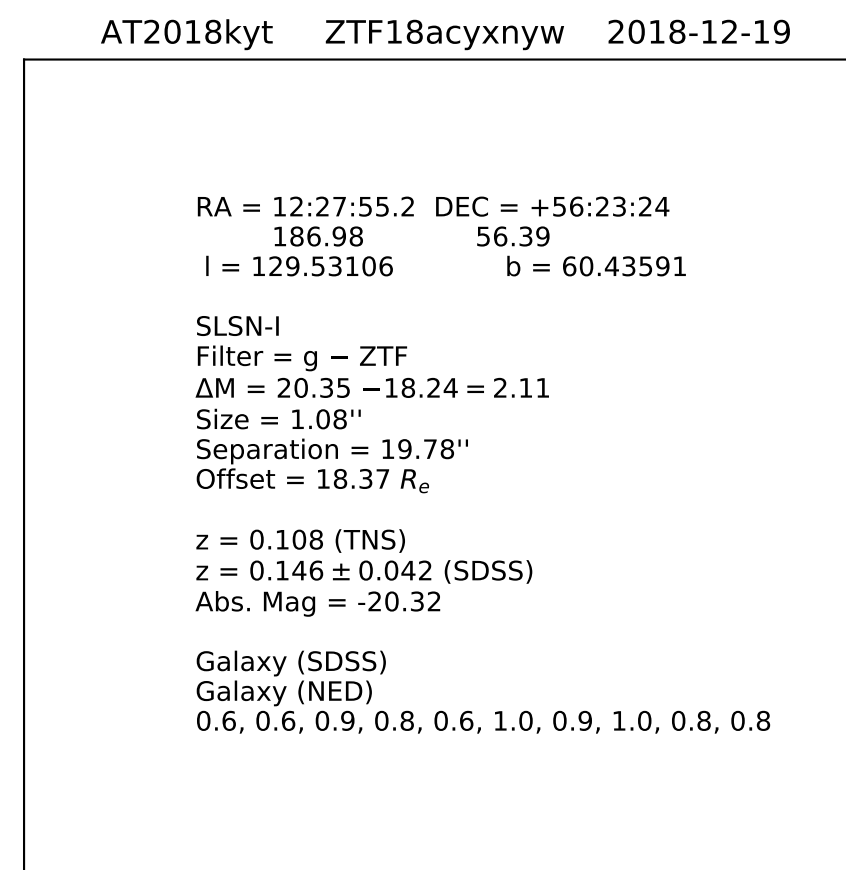 AT2018kyt ZTF18acyxnyw 2018-12-19
RA = 12:27:55.2 DEC = +56:23:24
186.98 56.39
l = 129.53106 b = 60.43591
SLSN-I
Filter = g − ZTF
ΔM = 20.35 −18.24 = 2.11
Size = 1.08''
Separation = 19.78''
Offset = 18.37 Re
z = 0.108 (TNS)
z = 0.146 ± 0.042 (SDSS)
Abs. Mag = -20.32
Galaxy (SDSS)
Galaxy (NED)
0.6, 0.6, 0.9, 0.8, 0.6, 1.0, 0.9, 1.0, 0.8, 0.8